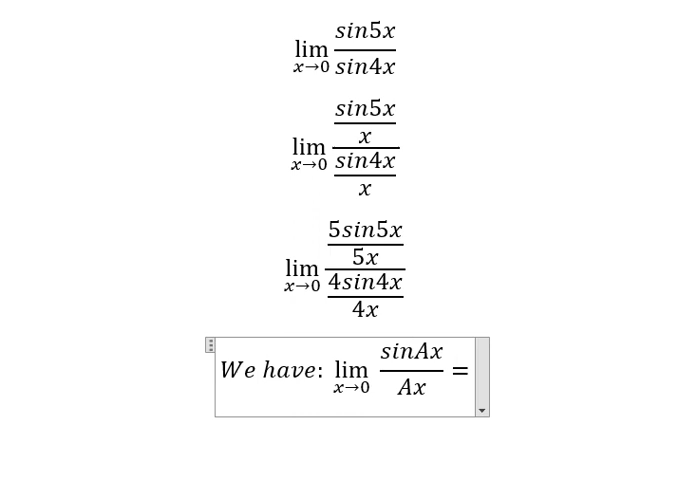 lim x→0 sin5x / sin4x
lim x→0 (sin5x / x) / (sin4x / x)
lim x→0 (5sin5x / 5x) / (4sin4x / 4x)
We have: lim x→0 sinAx / Ax =